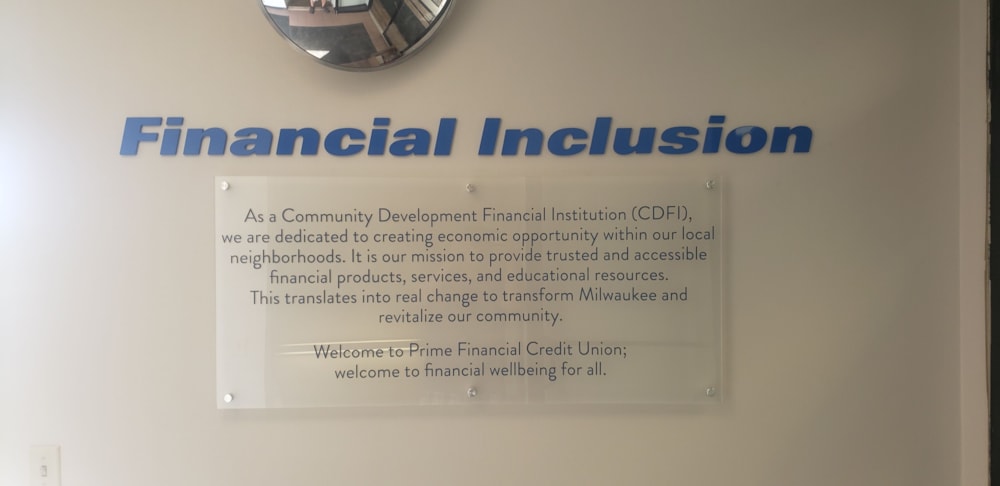 Financial Inclusion
As a Community Development Financial Institution (CDFI),
we are dedicated to creating economic opportunity within our local
neighborhoods. It is our mission to provide trusted and accessible
financial products, services, and educational resources.
This translates into real change to transform Milwaukee and
revitalize our community.
Welcome to Prime Financial Credit Union;
welcome to financial wellbeing for all.